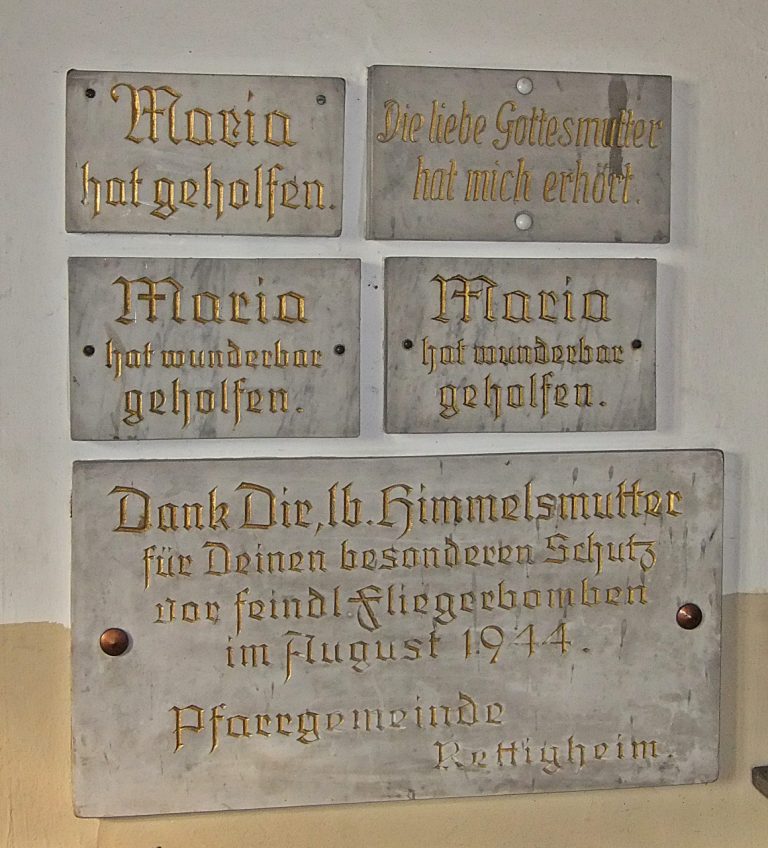 Maria
hat geholfen.
Die liebe Gottesmutter
hat mich erhört.
Maria
hat wunderbar
geholfen.
Maria
hat wunderbar
geholfen.
Dank Dir, lb. Himmelsmutter
für Deinen besonderen Schutz
vor feindl. Fliegerbomben
im August 1944.
Pfarrgemeinde
Rettigheim.